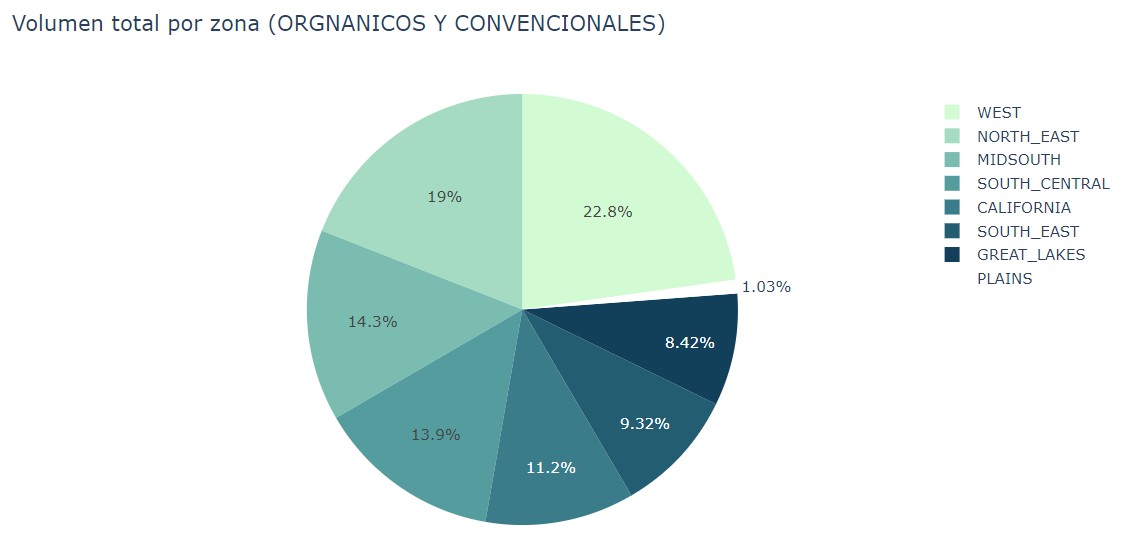 Volumen total por zona (ORGNANICOS Y CONVENCIONALES)
WEST
NORTH_EAST
MIDSOUTH
SOUTH_CENTRAL
CALIFORNIA
SOUTH_EAST
GREAT_LAKES
PLAINS
19%
22.8%
1.03%
14.3%
8.42%
13.9%
9.32%
11.2%